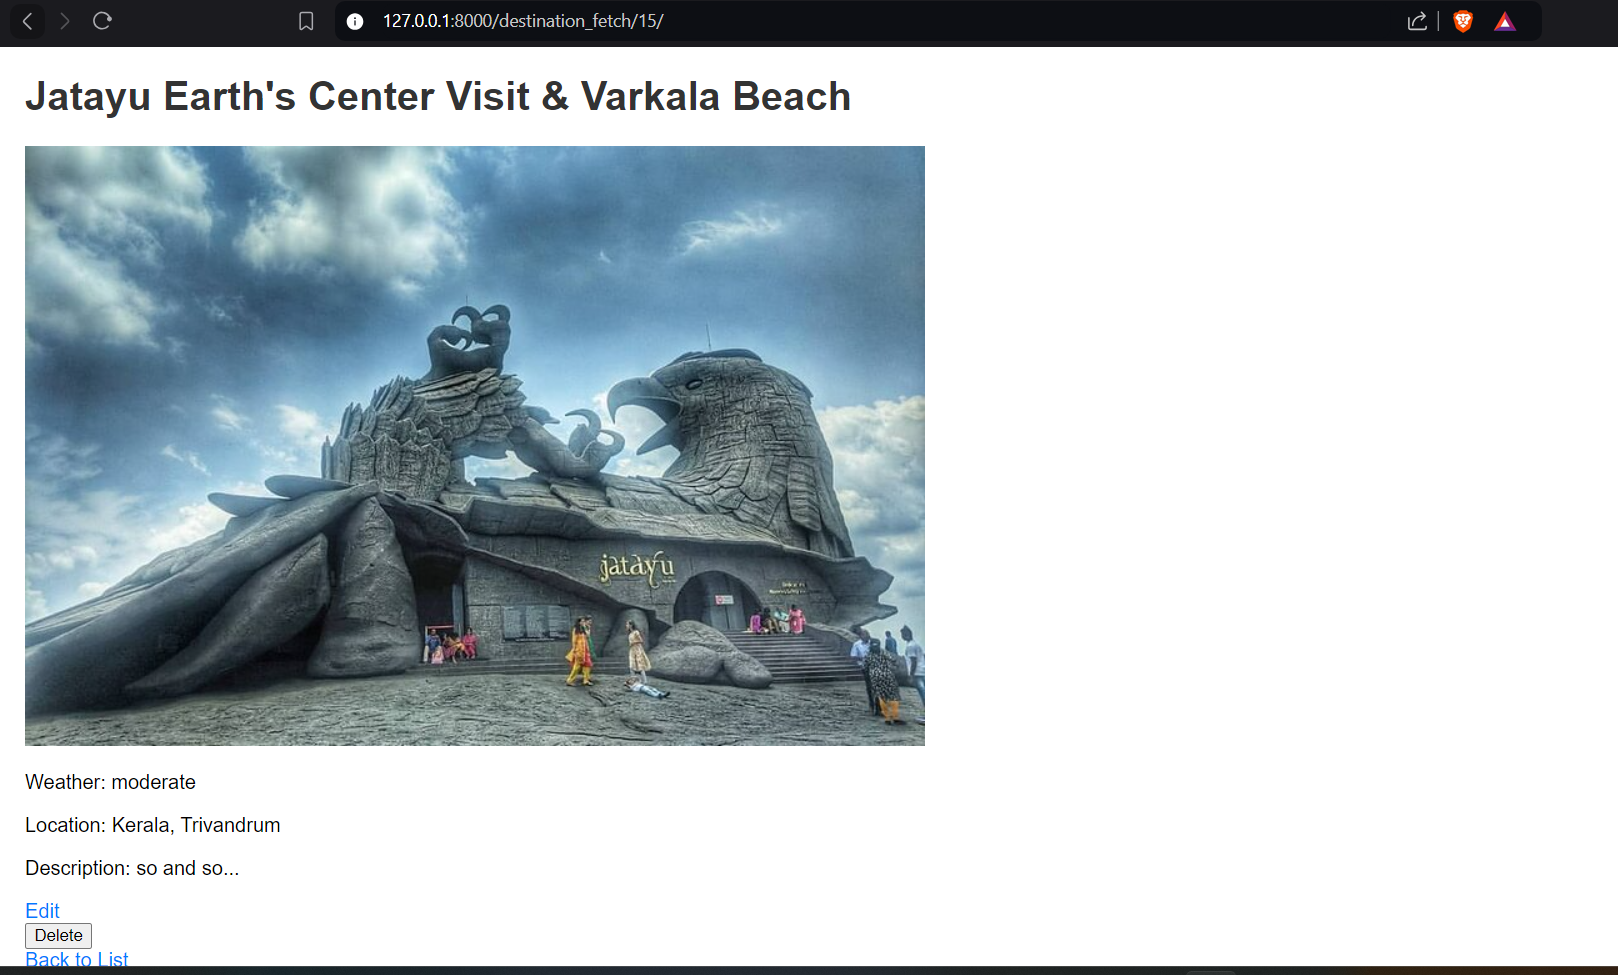 127.0.0.1:8000/destination_fetch/15/
Jatayu Earth's Center Visit & Varkala Beach
jatayu
Weather: moderate
Location: Kerala, Trivandrum
Description: so and so...
Edit
Delete
Back to List